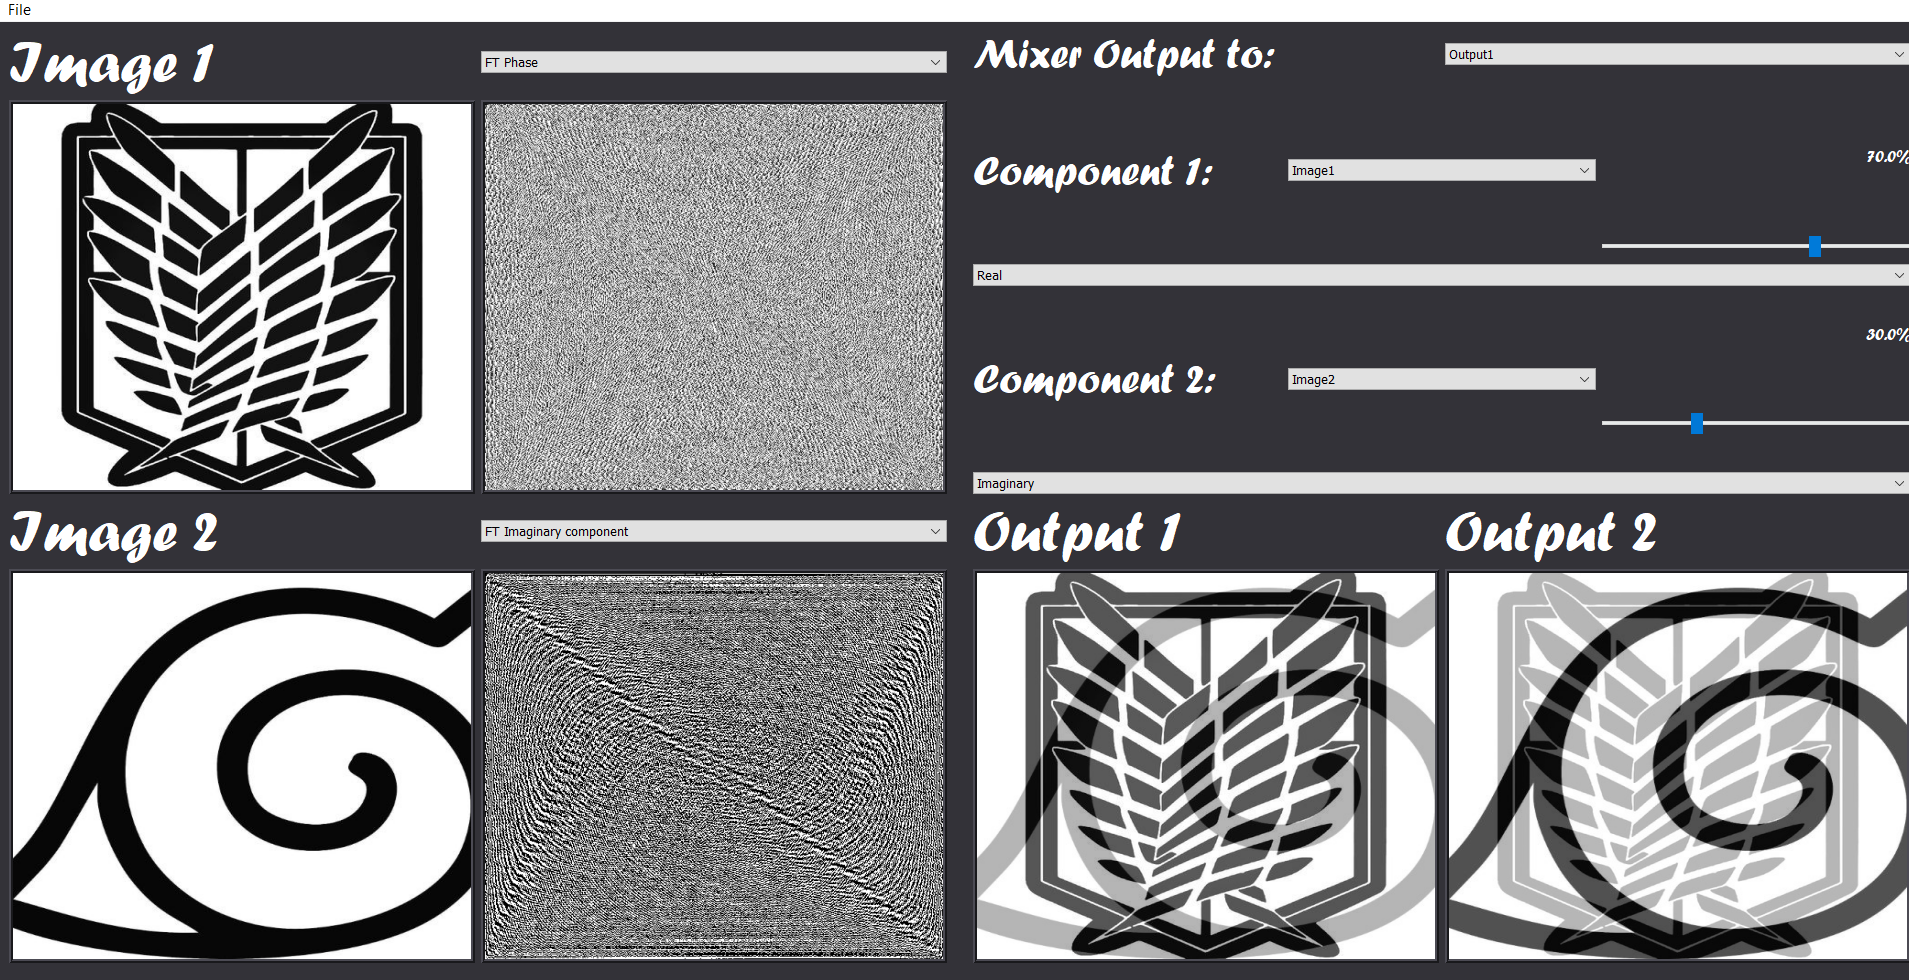 File
Image 1
FT Phase
Mixer Output to:
Output1
Component 1:
Image1
70.0%
Real
30.0%
Component 2:
Image2
Imaginary
Image 2
FT Imaginary component
Output 1
Output 2